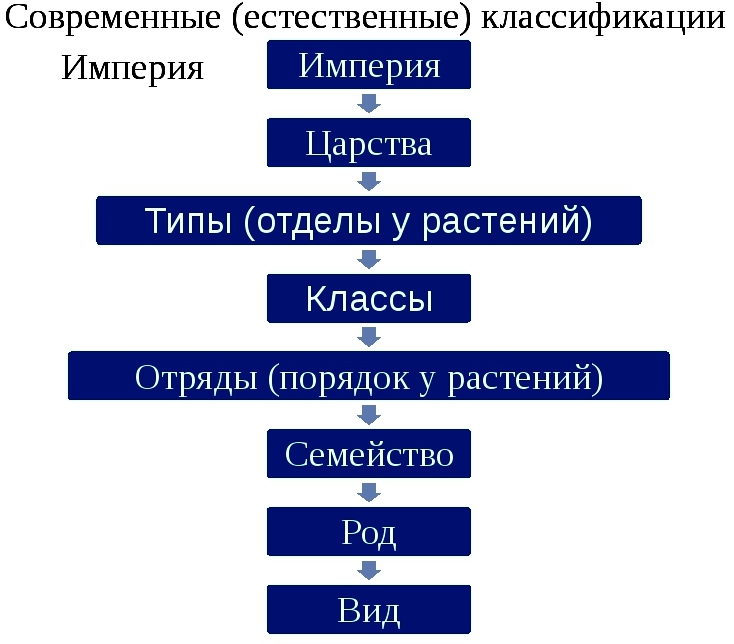 Современные (естественные) классификации
Империя
Империя
Царства
Типы (отделы у растений)
Классы
Отряды (порядок у растений)
Семейство
Род
Вид